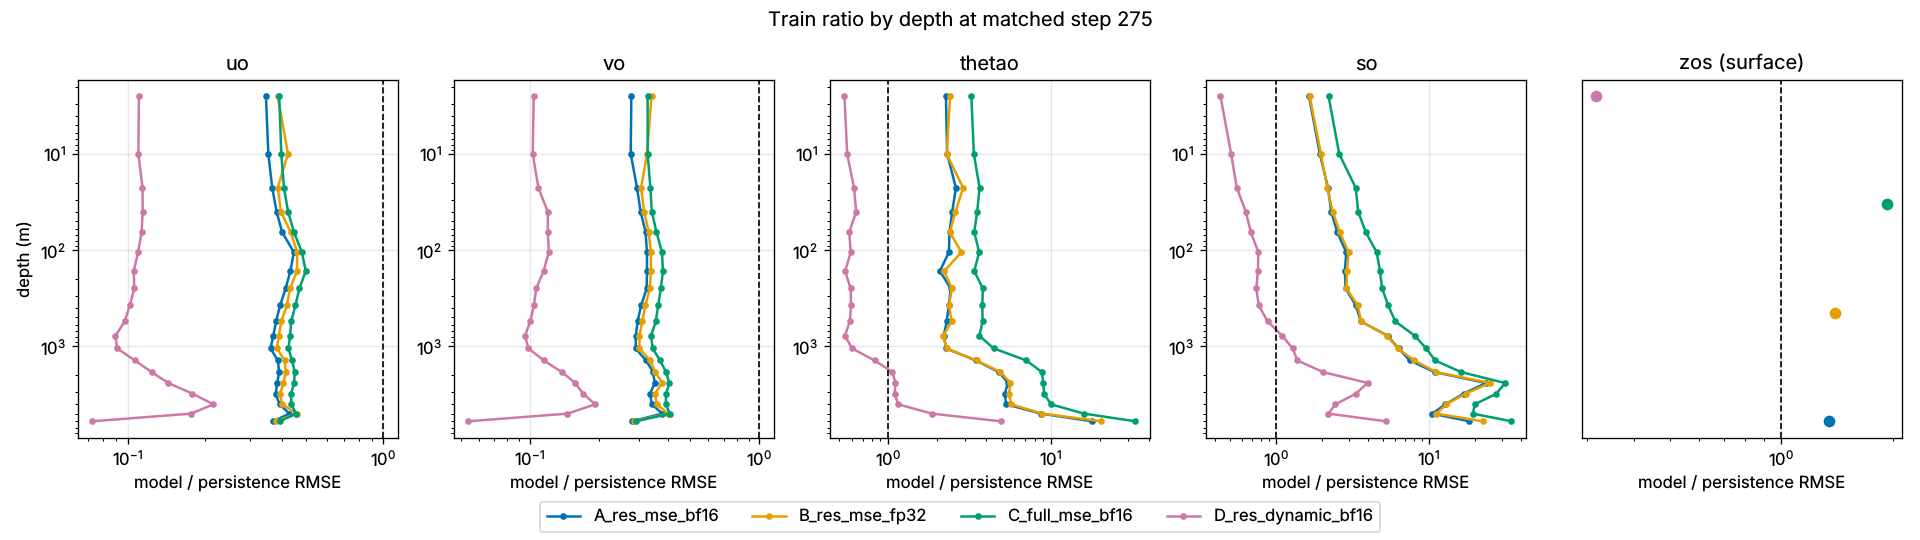 Train ratio by depth at matched step 275
uo
vo
thetao
so
zos (surface)
depth (m)
10¹
10²
10³
10¹
10²
10³
10¹
10²
10³
10¹
10²
10³
10⁻¹
10⁰
10⁻¹
10⁰
10⁰
10¹
10⁰
10¹
10⁰
model / persistence RMSE
model / persistence RMSE
model / persistence RMSE
model / persistence RMSE
model / persistence RMSE
A_res_mse_bf16
B_res_mse_fp32
C_full_mse_bf16
D_res_dynamic_bf16